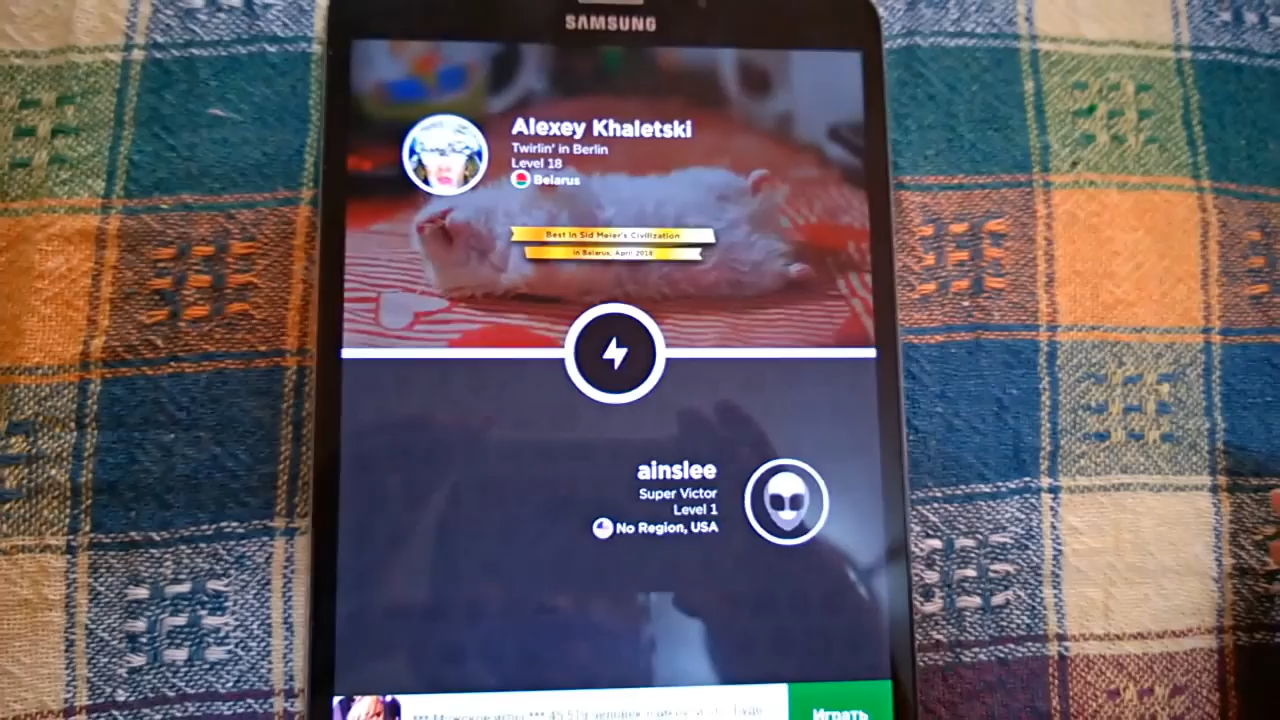 SAMSUNG
Alexey Khaletski
Twirlin' in Berlin
Level 18
Belarus
Best in Sid Meier's Civilization
in Belarus, April 2018
ainslee
Super Victor
Level 1
No Region, USA
Играть